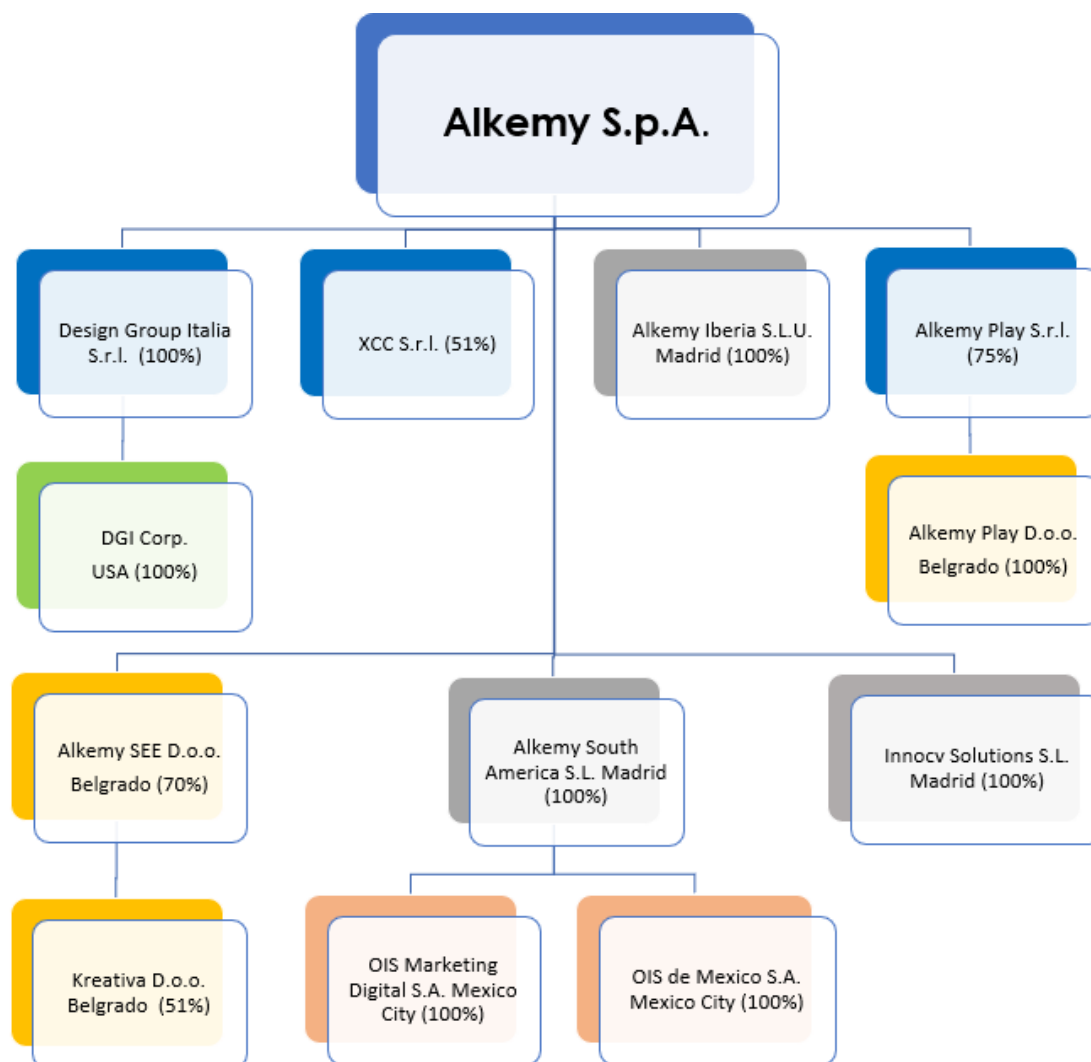 Alkemy S.p.A.
Design Group Italia
S.r.l. (100%)
XCC S.r.l. (51%)
Alkemy Iberia S.L.U.
Madrid (100%)
Alkemy Play S.r.l.
(75%)
DGI Corp.
USA (100%)
Alkemy Play D.o.o.
Belgrado (100%)
Alkemy SEE D.o.o.
Belgrado (70%)
Alkemy South
America S.L. Madrid
(100%)
Innocv Solutions S.L.
Madrid (100%)
Kreativa D.o.o.
Belgrado (51%)
OIS Marketing
Digital S.A. Mexico
City (100%)
OIS de Mexico S.A.
Mexico City (100%)